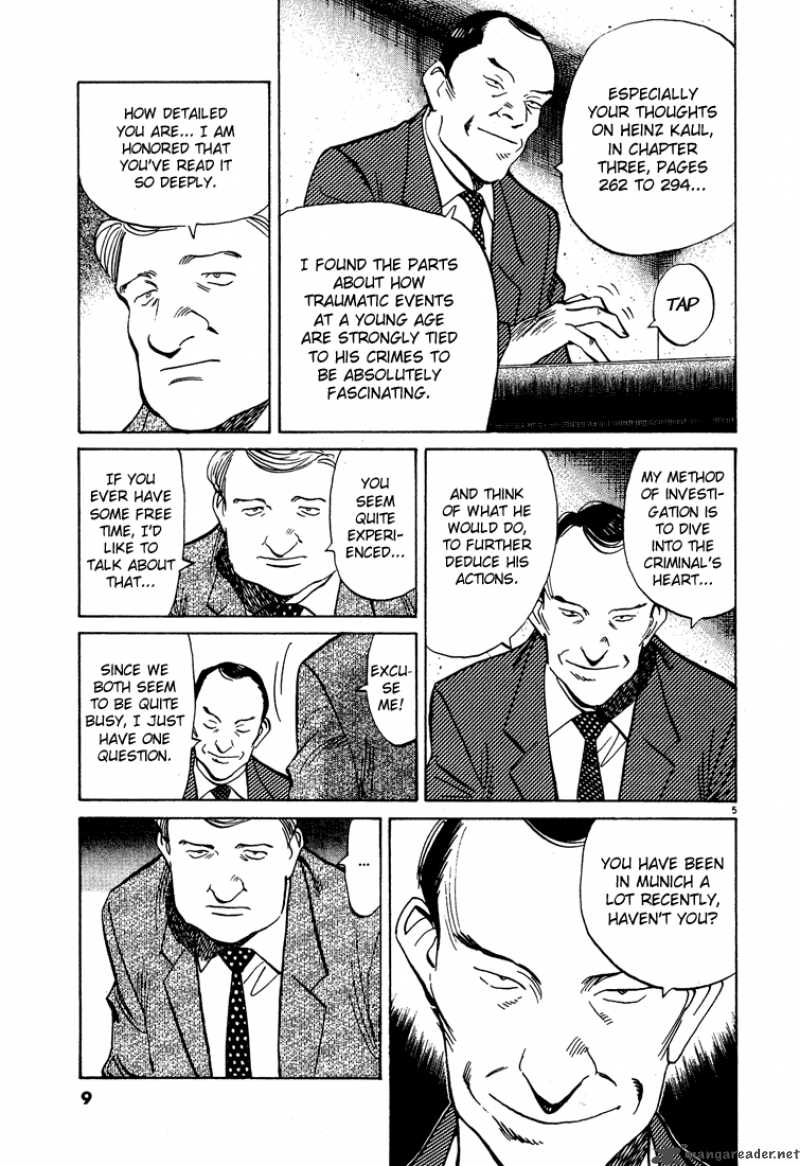 ESPECIALLY
YOUR THOUGHTS
ON HEINZ KAUL,
IN CHAPTER
THREE, PAGES
262 TO 294...
TAP
I FOUND THE PARTS
ABOUT HOW
TRAUMATIC EVENTS
AT A YOUNG AGE
ARE STRONGLY TIED
TO HIS CRIMES TO
BE ABSOLUTELY
FASCINATING.
HOW DETAILED
YOU ARE... I AM
HONORED THAT
YOU'VE READ IT
SO DEEPLY.
MY METHOD
OF INVESTI-
GATION IS
TO DIVE
INTO THE
CRIMINAL'S
HEART...
AND THINK
OF WHAT HE
WOULD DO,
TO FURTHER
DEDUCE HIS
ACTIONS.
YOU
SEEM
QUITE
EXPERI-
ENCED...
IF YOU
EVER HAVE
SOME FREE
TIME, I'D
LIKE TO
TALK ABOUT
THAT...
EXCU-
SE
ME!
SINCE WE
BOTH SEEM
TO BE QUITE
BUSY, I JUST
HAVE ONE
QUESTION.
5
YOU HAVE BEEN
IN MUNICH A
LOT RECENTLY,
HAVEN'T YOU?
...
9
mangareader.net